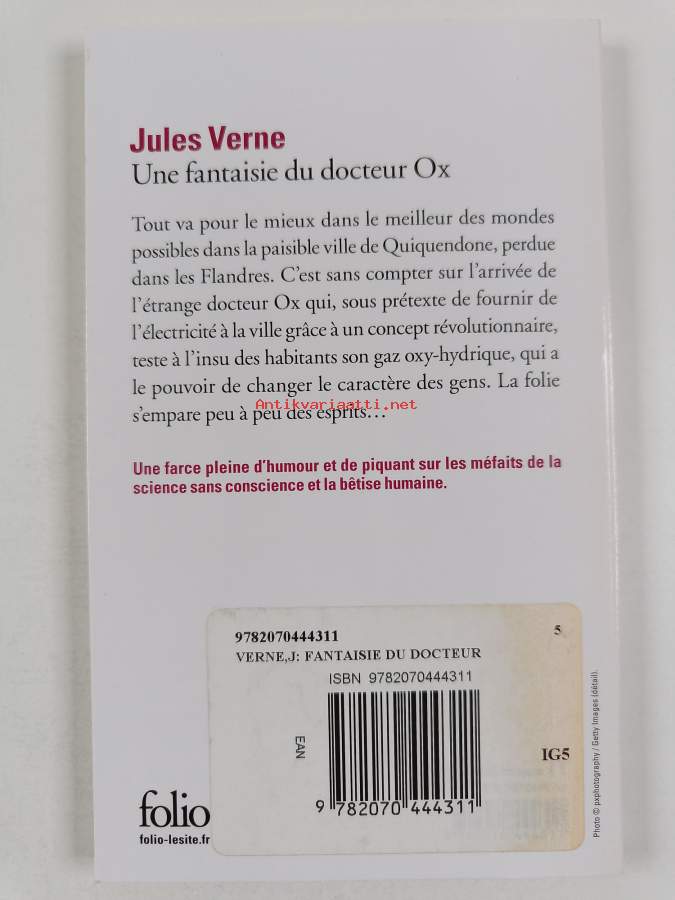 Jules Verne
Une fantaisie du docteur Ox
Tout va pour le mieux dans le meilleur des mondes
possibles dans la paisible ville de Quiquendone, perdue
dans les Flandres. C'est sans compter sur l'arrivée de
l'étrange docteur Ox qui, sous prétexte de fournir de
l'électricité à la ville grâce à un concept révolutionnaire,
teste à l'insu des habitants son gaz oxy-hydrique, qui a
le pouvoir de changer le caractère des gens. La folie
s'empare peu à peu des esprits...
Antikvariaatti.net
Une farce pleine d'humour et de piquant sur les méfaits de la
science sans conscience et la bêtise humaine.
9782070444311 5
VERNE,J: FANTAISIE DU DOCTEUR
ISBN 9782070444311
EAN
IG5
9 782070 444311
folio
folio-lesite.fr
Photo © pxphotography / Getty Images (détail).